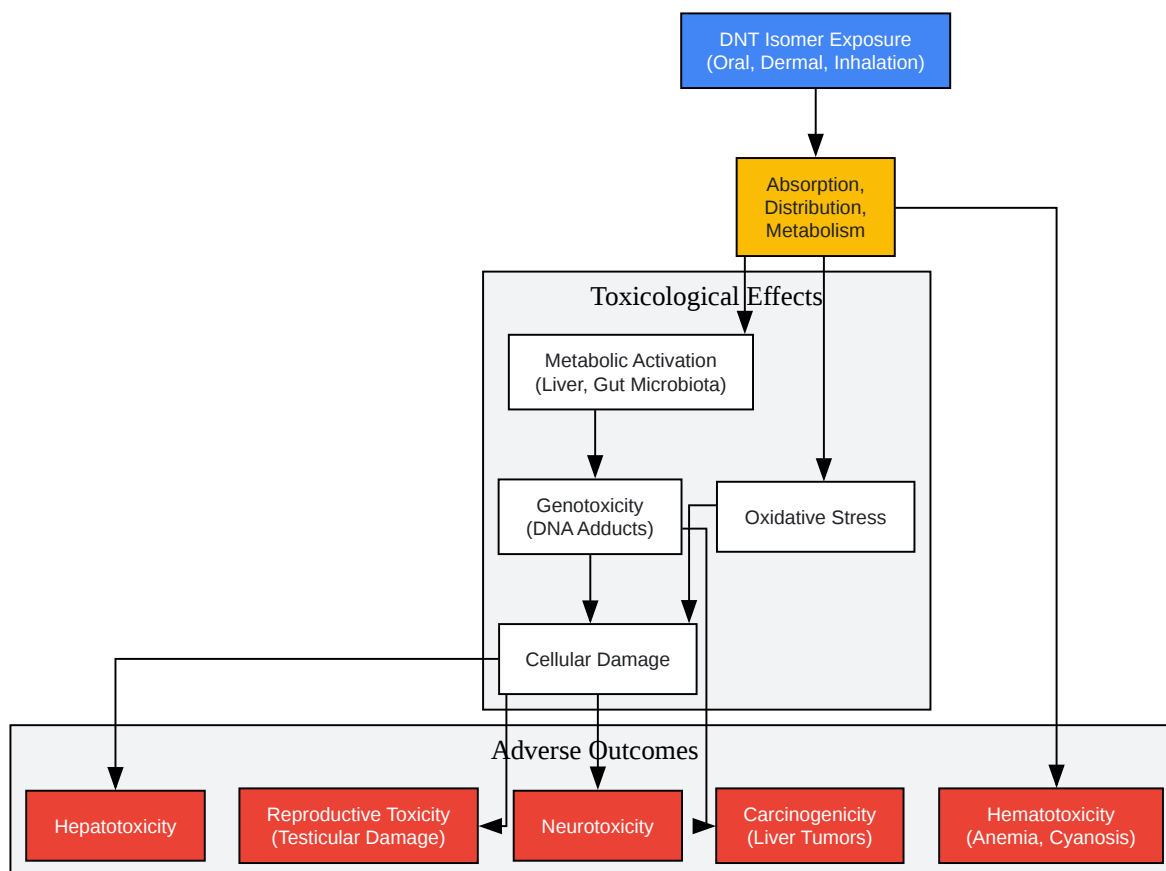 DNT Isomer Exposure
(Oral, Dermal, Inhalation)
Absorption,
Distribution,
Metabolism
Toxicological Effects
Metabolic Activation
(Liver, Gut Microbiota)
Genotoxicity
(DNA Adducts)
Oxidative Stress
Cellular Damage
Adverse Outcomes
Hepatotoxicity
Reproductive Toxicity
(Testicular Damage)
Neurotoxicity
Carcinogenicity
(Liver Tumors)
Hematotoxicity
(Anemia, Cyanosis)